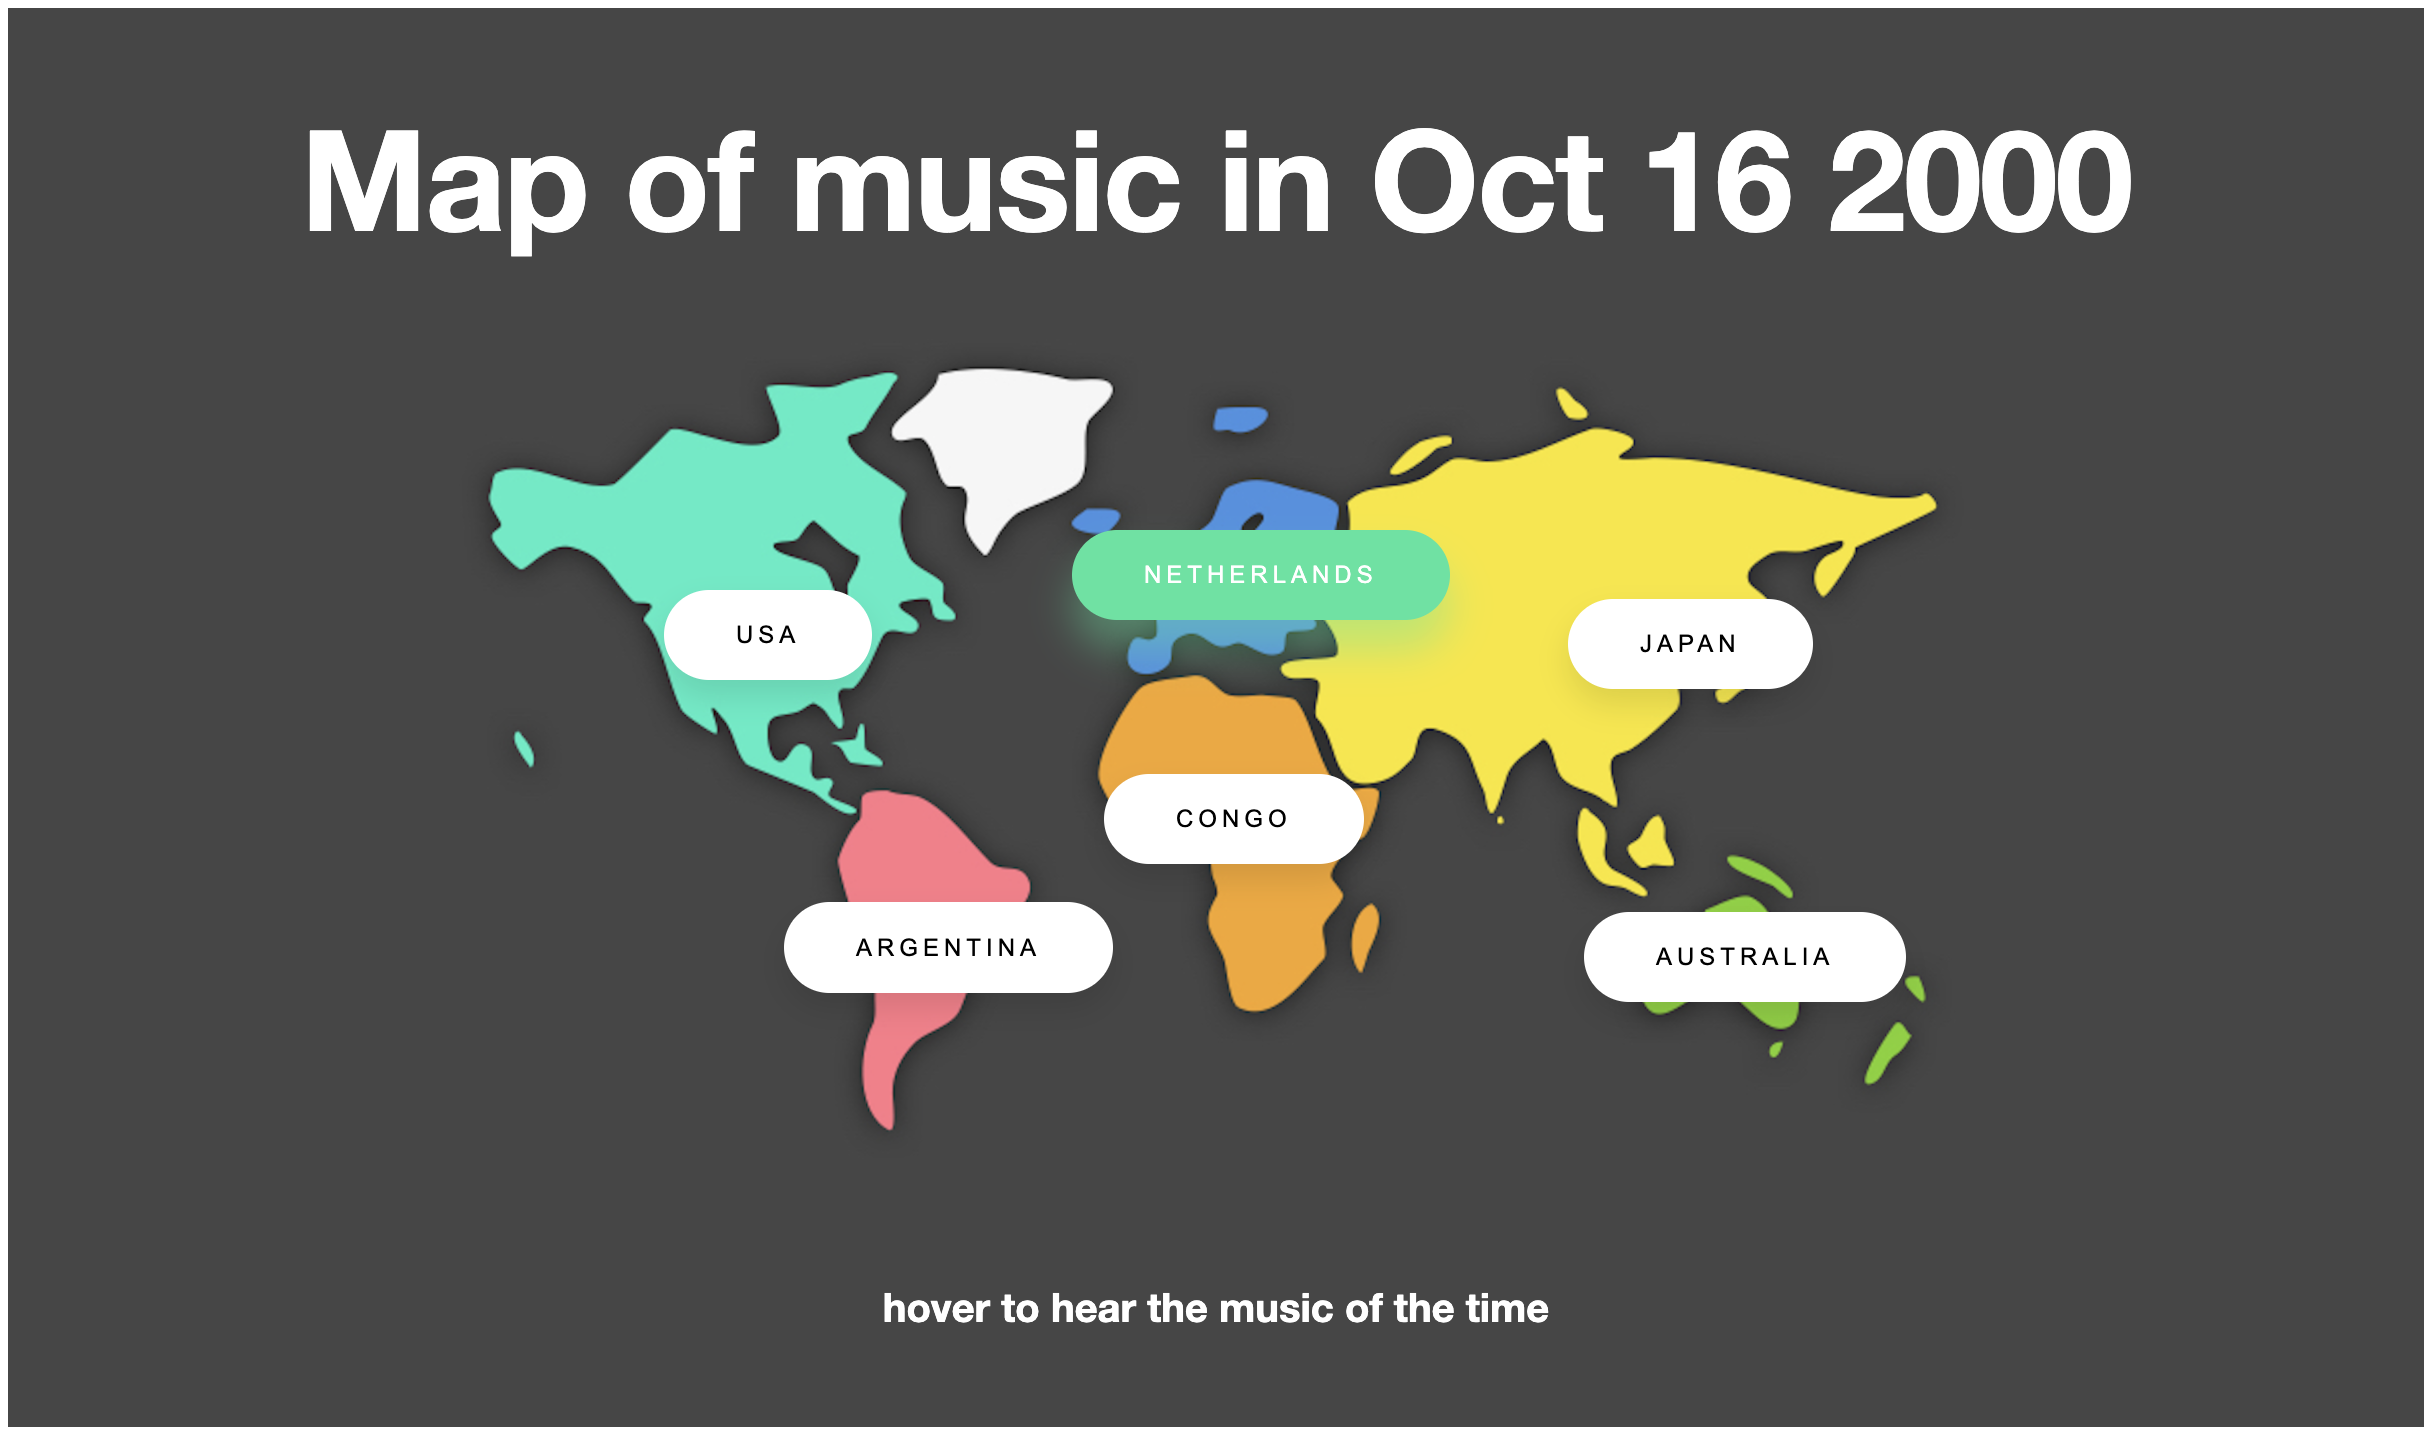 Map of music in Oct 16 2000
NETHERLANDS
USA
JAPAN
CONGO
ARGENTINA
AUSTRALIA
hover to hear the music of the time